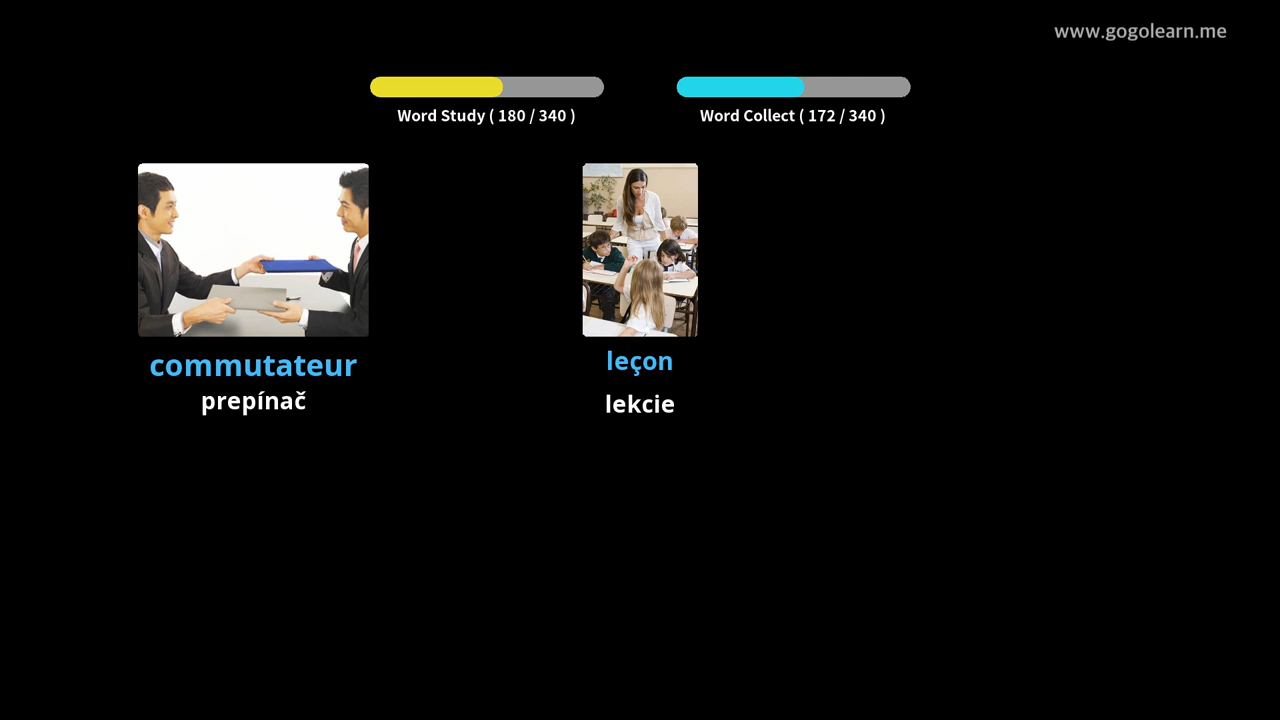 www.gogolearn.me
Word Study ( 180 / 340 )
Word Collect ( 172 / 340 )
commutateur
prepínač
leçon
lekcie